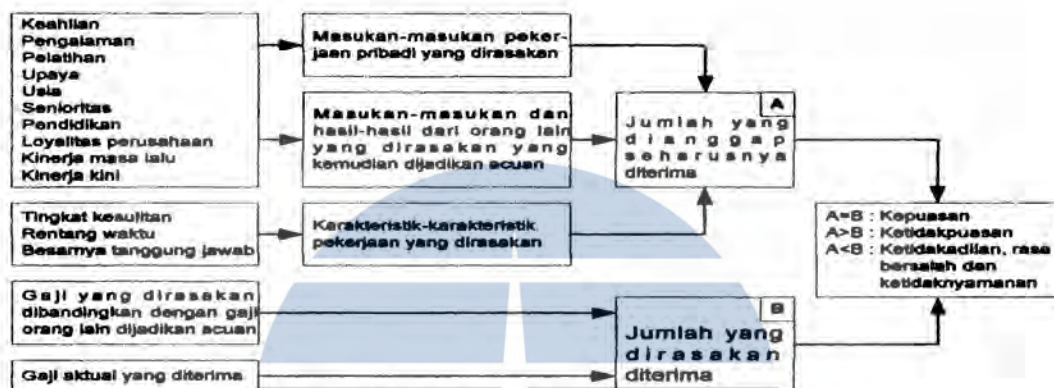 Keahlian
Pengalaman
Pelatihan
Upaya
Usia
Senioritas
Pendidikan
Loyalitas perusahaan
Kinerja masa lalu
Kinerja kini
Masukan-masukan peker-
jaan pribadi yang dirasakan
Masukan-masukan dan
hasil-hasil dari orang lain
yang dirasakan yang
kemudian dijadikan acuan
A
Jumlah yang
dianggap
seharusnya
diterima
Tingkat kesulitan
Rentang waktu
Besarnya tanggung jawab
Karakteristik-karakteristik
pekerjaan yang dirasakan
A=B : Kepuasan
A>B : Ketidakpuasan
A<B : Ketidakadilan, rasa
bersalah dan
ketidaknyamanan
Gaji yang dirasakan
dibandingkan dengan gaji
orang lain dijadikan acuan
Gaji aktual yang diterima
B
Jumlah yang
dirasakan
diterima